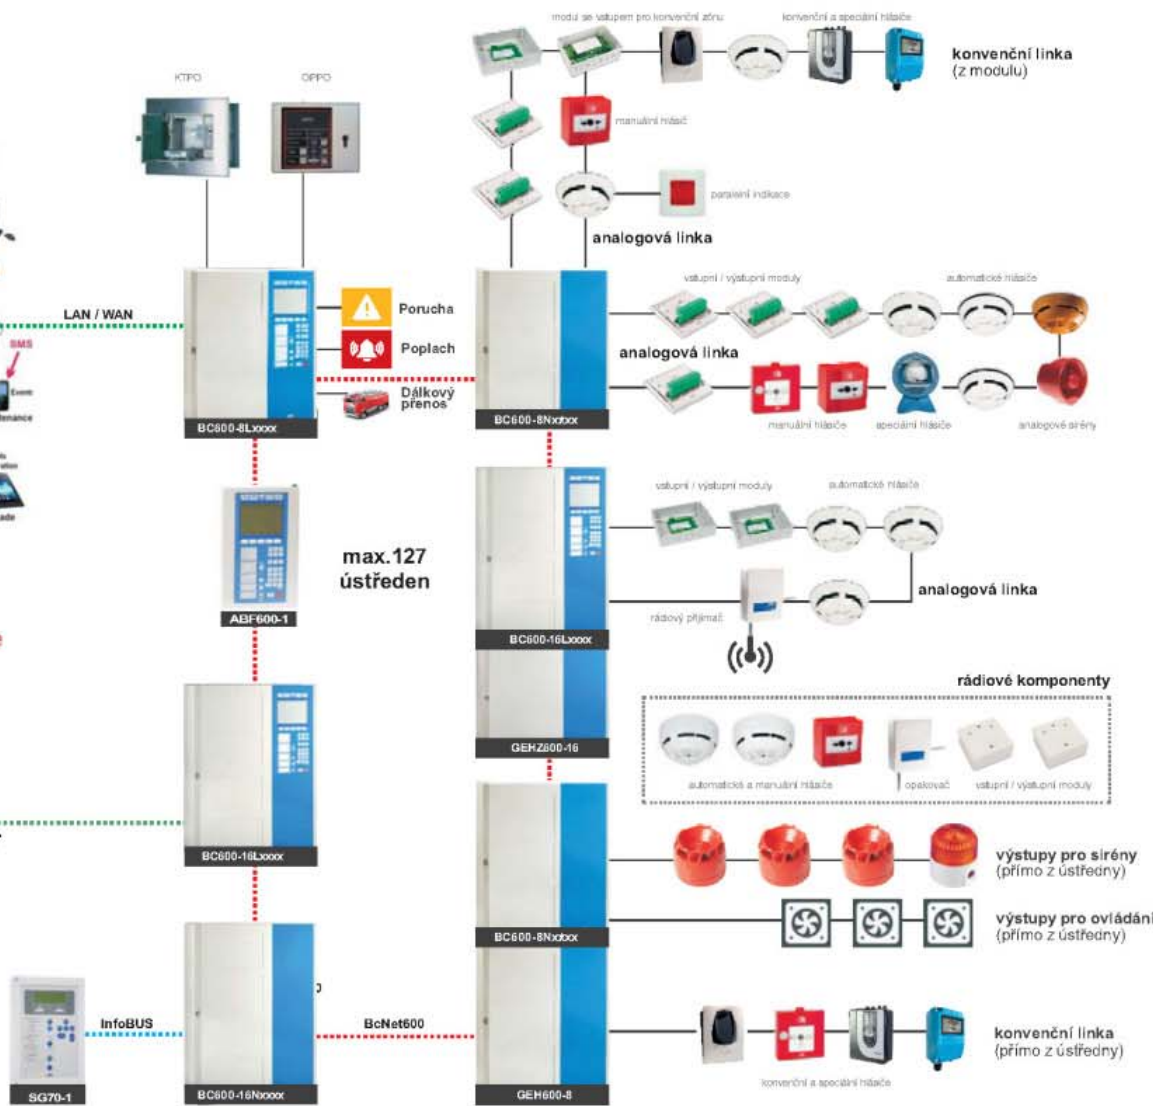 modul se vstupem pro konvenční zónu
konvenční a speciální hlásiče
konvenční linka
(z modulu)
KTPO
OPPO
manuální hlásič
paralelní indikace
analogová linka
LAN / WAN
SMS
Porucha
Poplach
Dálkový
přenos
BC600-8Lxxxx
vstupní / výstupní moduly
automatické hlásiče
analogová linka
manuální hlásiče
speciální hlásiče
analogové sirény
BC600-8Nxxxx
ABF600-1
max.127
ústředen
vstupní / výstupní moduly
automatické hlásiče
analogová linka
rádiový přijímač
BC600-16Lxxxx
GEHZ600-16
rádiové komponenty
automatické a manuální hlásiče
opakovač
vstupní / výstupní moduly
BC600-16Lxxxx
výstupy pro sirény
(přímo z ústředny)
výstupy pro ovládání
(přímo z ústředny)
BC600-8Nxxxx
InfoBUS
BcNet600
konvenční linka
(přímo z ústředny)
konvenční a speciální hlásiče
SG70-1
BC600-16Nxxxx
GEH600-8